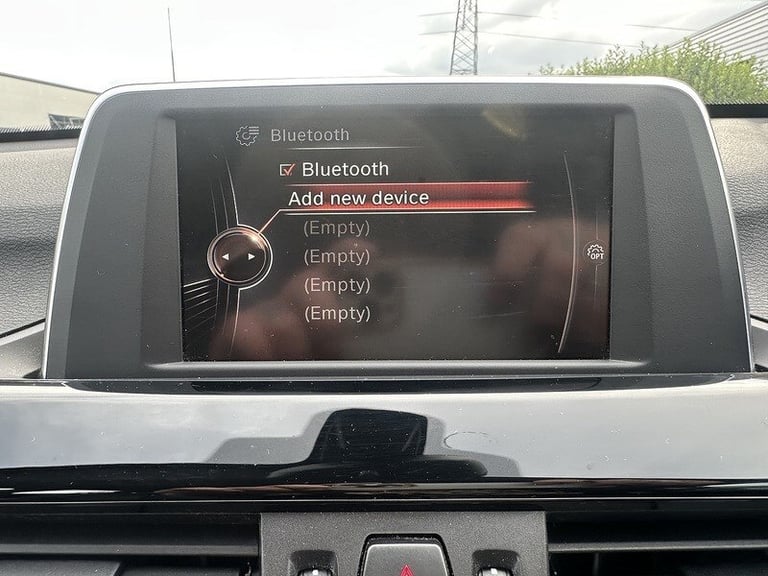 Bluetooth
Bluetooth
Add new device
(Empty)
(Empty)
OPT
(Empty)
(Empty)